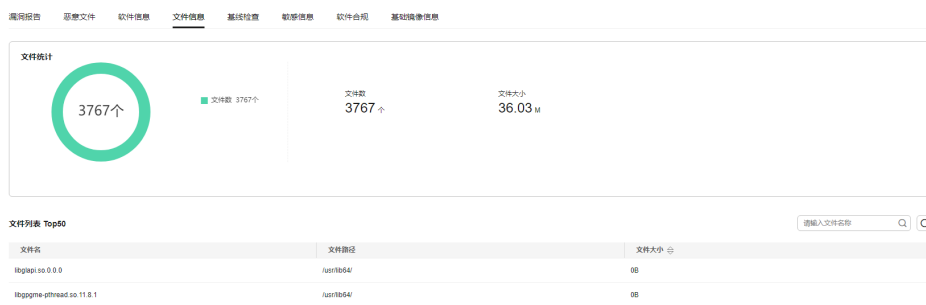 漏洞报告 恶意文件 软件信息 文件信息 基线检查 敏感信息 软件合规 基础镜像信息
文件统计
3767个
文件数 3767个
文件数
3767 个
文件大小
36.03 M
文件列表 Top50
请输入文件名称
文件名 文件路径 文件大小
libglapi.so.0.0.0 /usr/lib64/ 0B
libgpgme-pthread.so.11.8.1 /usr/lib64/ 0B